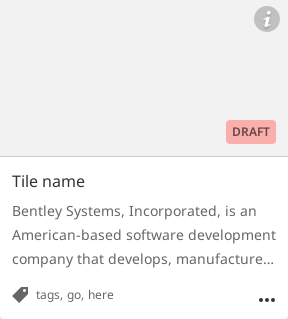 i
DRAFT
Tile name
Bentley Systems, Incorporated, is an
American-based software development
company that develops, manufacture...
tags, go, here